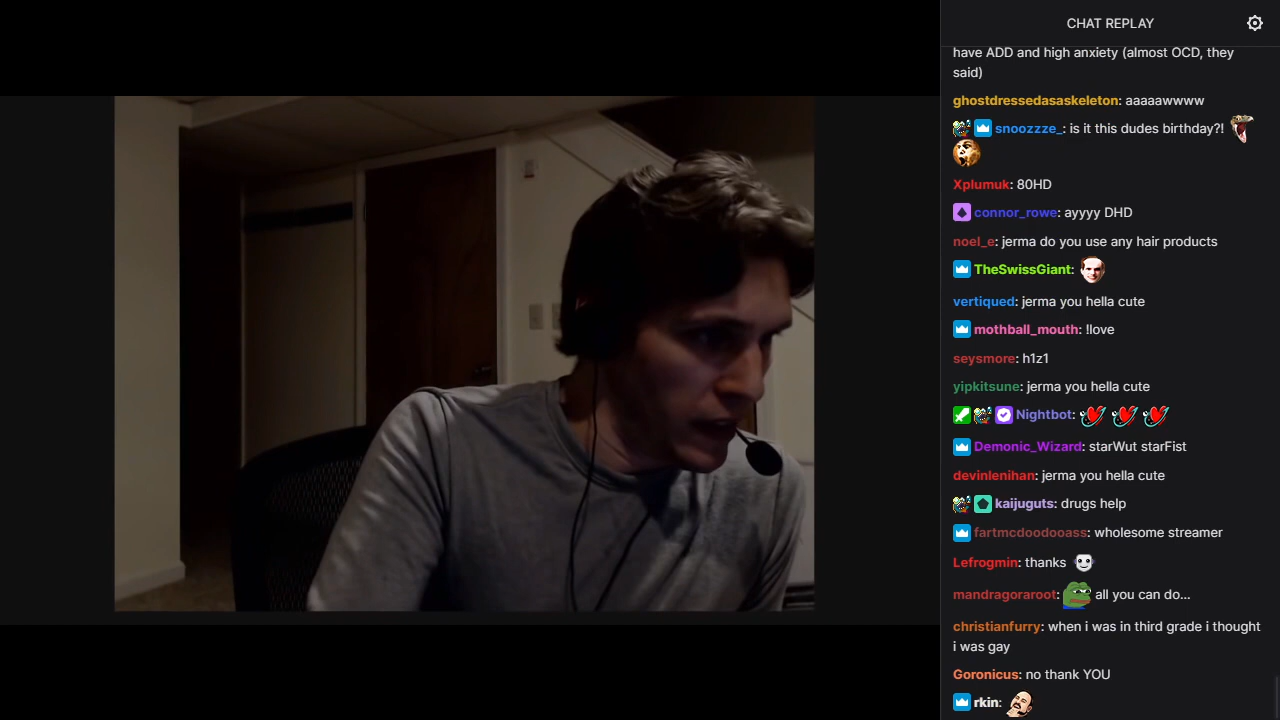 CHAT REPLAY
have ADD and high anxiety (almost OCD, they
said)
ghostdressedasaskeleton: aaaaawwww
snoozzze_: is it this dudes birthday?!
Xplumuk: 80HD
connor_rowe: ayyyy DHD
noel_e: jerma do you use any hair products
TheSwissGiant:
vertiqued: jerma you hella cute
mothball_mouth: !love
seysmore: h1z1
yipkitsune: jerma you hella cute
Nightbot:
Demonic_Wizard: starWut starFist
devinlenihan: jerma you hella cute
kaijuguts: drugs help
fartmcdoodooass: wholesome streamer
Lefrogmin: thanks
mandragoraroot: all you can do...
christianfurry: when i was in third grade i thought
i was gay
Goronicus: no thank YOU
rkin: